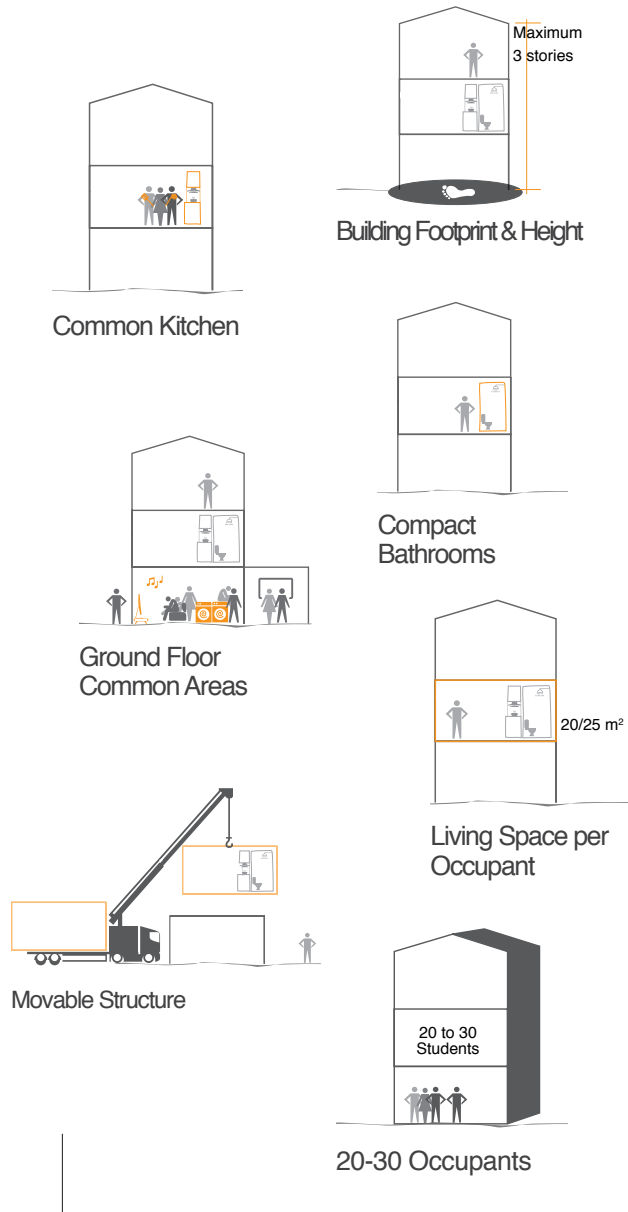 Maximum
3 stories
Building Footprint & Height
Common Kitchen
Compact
Bathrooms
Ground Floor
Common Areas
20/25 m²
Living Space per
Occupant
Movable Structure
20 to 30
Students
20-30 Occupants